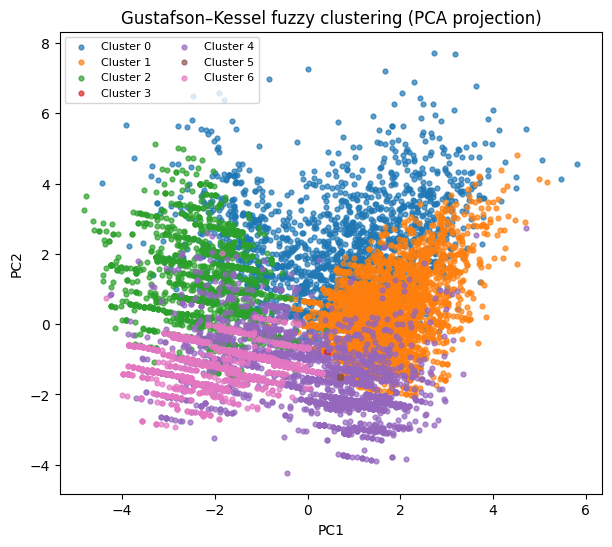 Gustafson–Kessel fuzzy clustering (PCA projection)
Cluster 0
Cluster 1
Cluster 2
Cluster 3
Cluster 4
Cluster 5
Cluster 6
8
6
4
2
0
−2
−4
PC2
−4
−2
0
2
4
6
PC1